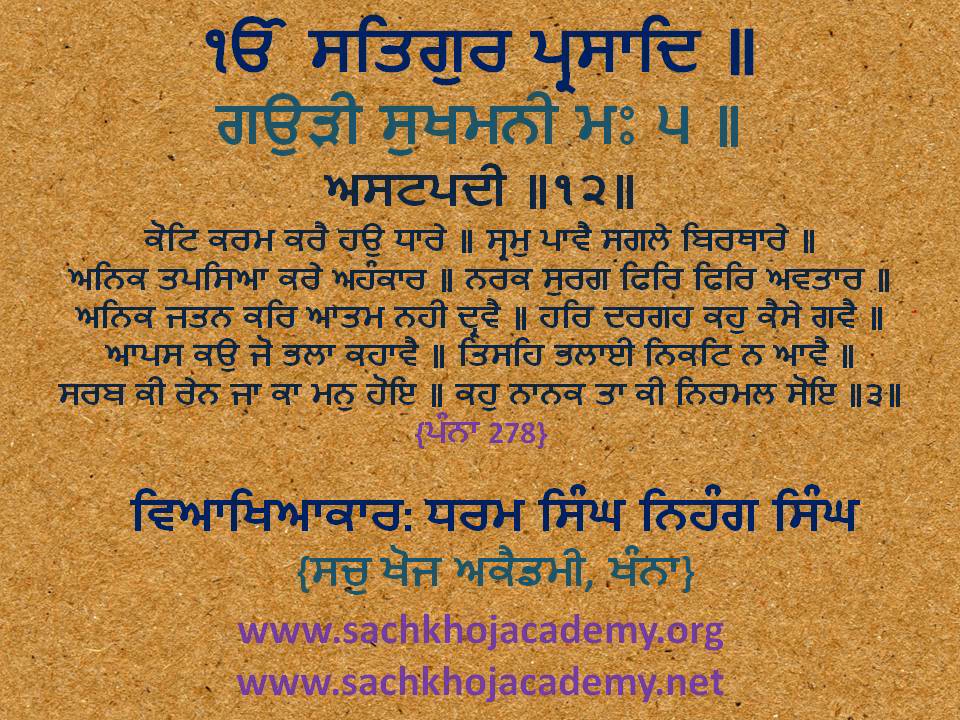 ੴ ਸਤਿਗੁਰ ਪ੍ਰਸਾਦਿ ॥
ਗਉੜੀ ਸੁਖਮਨੀ ਮਃ ੫ ॥
ਅਸਟਪਦੀ ॥੧੨॥
ਕੋਟਿ ਕਰਮ ਕਰੈ ਹਉ ਧਾਰੇ ॥ ਸ੍ਰਮੁ ਪਾਵੈ ਸਗਲੇ ਬਿਰਥਾਰੇ ॥
ਅਨਿਕ ਤਪਸਿਆ ਕਰੇ ਅਹੰਕਾਰ ॥ ਨਰਕ ਸੁਰਗ ਫਿਰਿ ਫਿਰਿ ਅਵਤਾਰ ॥
ਅਨਿਕ ਜਤਨ ਕਰਿ ਆਤਮ ਨਹੀ ਦ੍ਰਵੈ ॥ ਹਰਿ ਦਰਗਹ ਕਹੁ ਕੈਸੇ ਗਵੈ ॥
ਆਪਸ ਕਉ ਜੋ ਭਲਾ ਕਹਾਵੈ ॥ ਤਿਸਹਿ ਭਲਾਈ ਨਿਕਟਿ ਨ ਆਵੈ ॥
ਸਰਬ ਕੀ ਰੇਨ ਜਾ ਕਾ ਮਨੁ ਹੋਇ ॥ ਕਹੁ ਨਾਨਕ ਤਾ ਕੀ ਨਿਰਮਲ ਸੋਇ ॥੩॥
{ਪੰਨਾ 278}
ਵਿਆਖਿਆਕਾਰ: ਧਰਮ ਸਿੰਘ ਨਿਹੰਗ ਸਿੰਘ
{ਸਚੁ ਖੋਜ ਅਕੈਡਮੀ, ਖੰਨਾ}
www.sachkhojacademy.org
www.sachkhojacademy.net